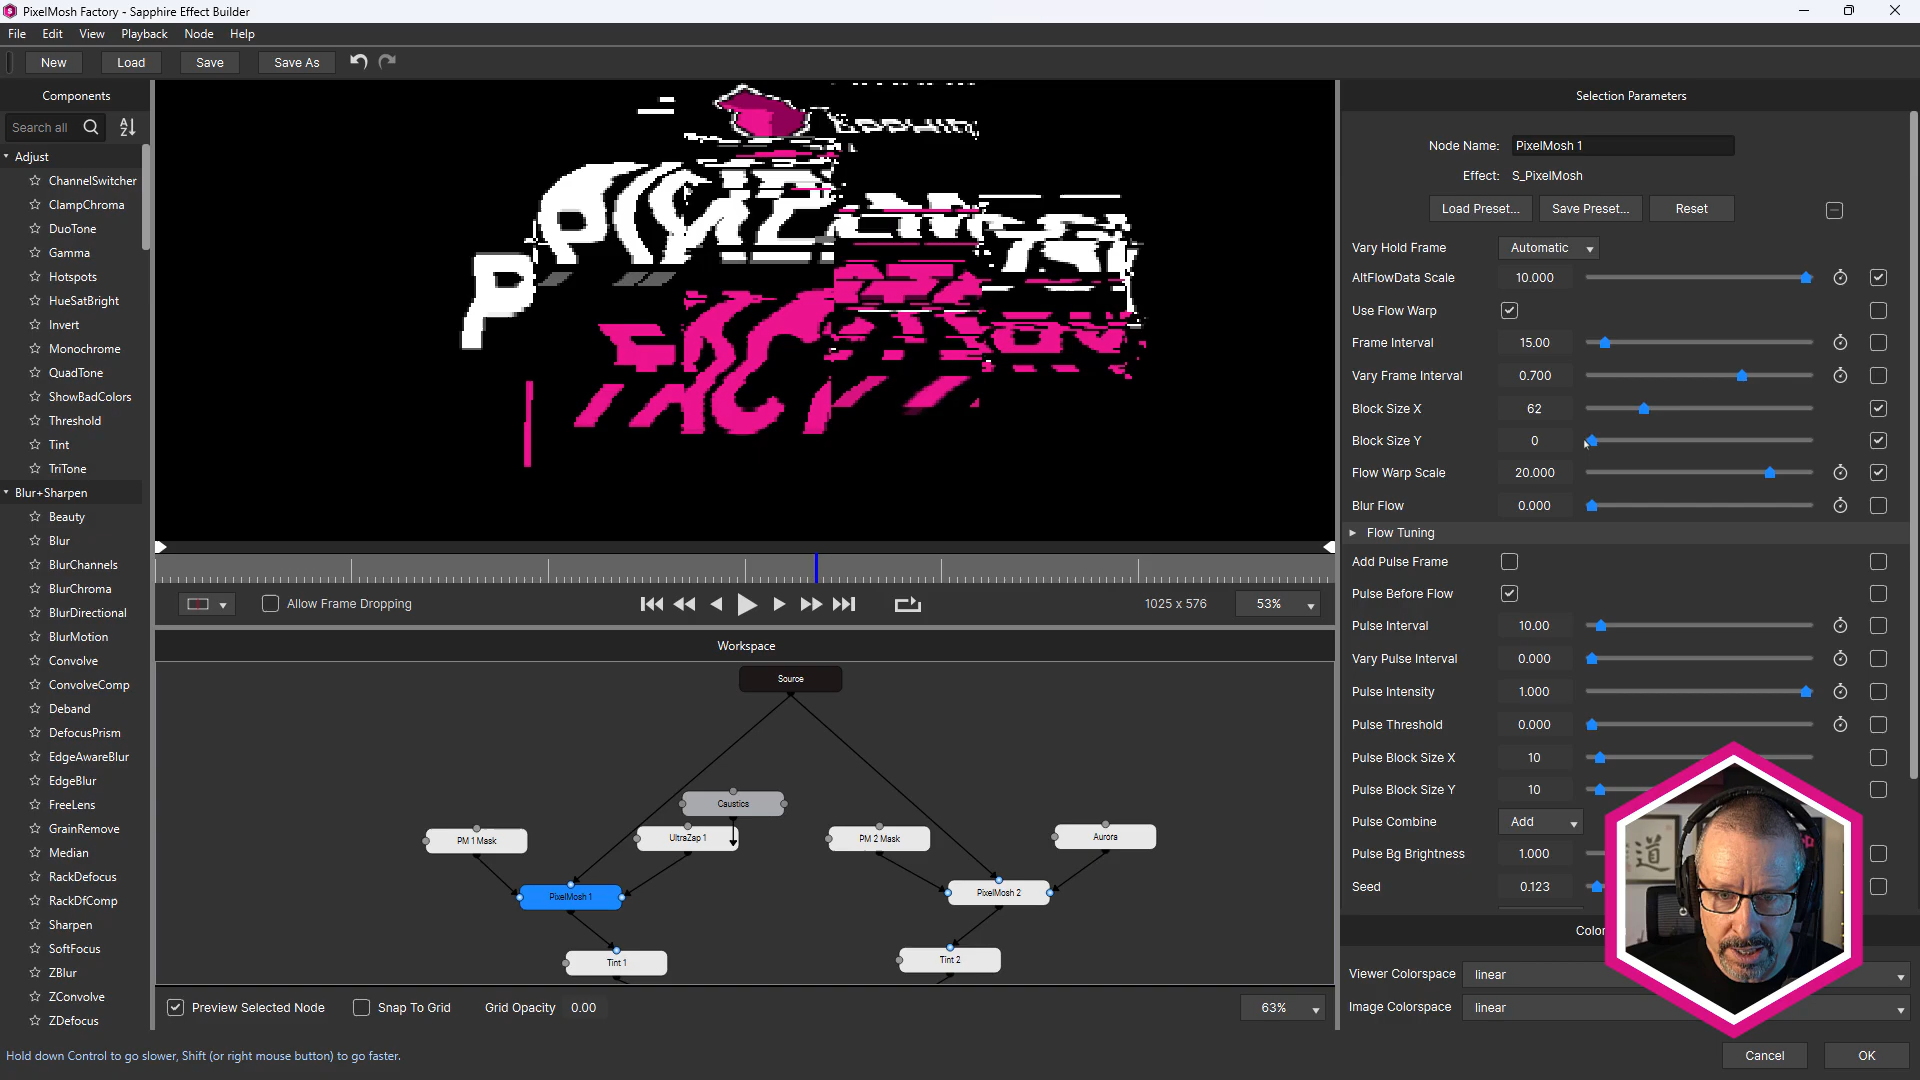 PixelMosh Factory - Sapphire Effect Builder
File Edit View Playback Node Help
New Load Save Save As
Components
Search all
Adjust
ChannelSwitcher
ClampChroma
DuoTone
Gamma
Hotspots
HueSatBright
Invert
Monochrome
QuadTone
ShowBadColors
Threshold
Tint
TriTone
Blur+Sharpen
Beauty
Blur
BlurChannels
BlurChroma
BlurDirectional
BlurMotion
Convolve
ConvolveComp
Deband
DefocusPrism
EdgeAwareBlur
EdgeBlur
FreeLens
GrainRemove
Median
RackDefocus
RackDfComp
Sharpen
SoftFocus
ZBlur
ZConvolve
ZDefocus
Allow Frame Dropping
1025 x 576
53%
Workspace
Source
Caustics
PM 1 Mask
UltraZap 1
PM 2 Mask
Aurora
PixelMosh 1
PixelMosh 2
Tint 1
Tint 2
Preview Selected Node
Snap To Grid
Grid Opacity 0.00
63%
Selection Parameters
Node Name: PixelMosh 1
Effect: S_PixelMosh
Load Preset... Save Preset... Reset
Vary Hold Frame Automatic
AltFlowData Scale 10.000
Use Flow Warp
Frame Interval 15.00
Vary Frame Interval 0.700
Block Size X 62
Block Size Y 0
Flow Warp Scale 20.000
Blur Flow 0.000
Flow Tuning
Add Pulse Frame
Pulse Before Flow
Pulse Interval 10.00
Vary Pulse Interval 0.000
Pulse Intensity 1.000
Pulse Threshold 0.000
Pulse Block Size X 10
Pulse Block Size Y 10
Pulse Combine Add
Pulse Bg Brightness 1.000
Seed 0.123
Viewer Colorspace linear
Image Colorspace linear
Hold down Control to go slower, Shift (or right mouse button) to go faster.
Cancel OK